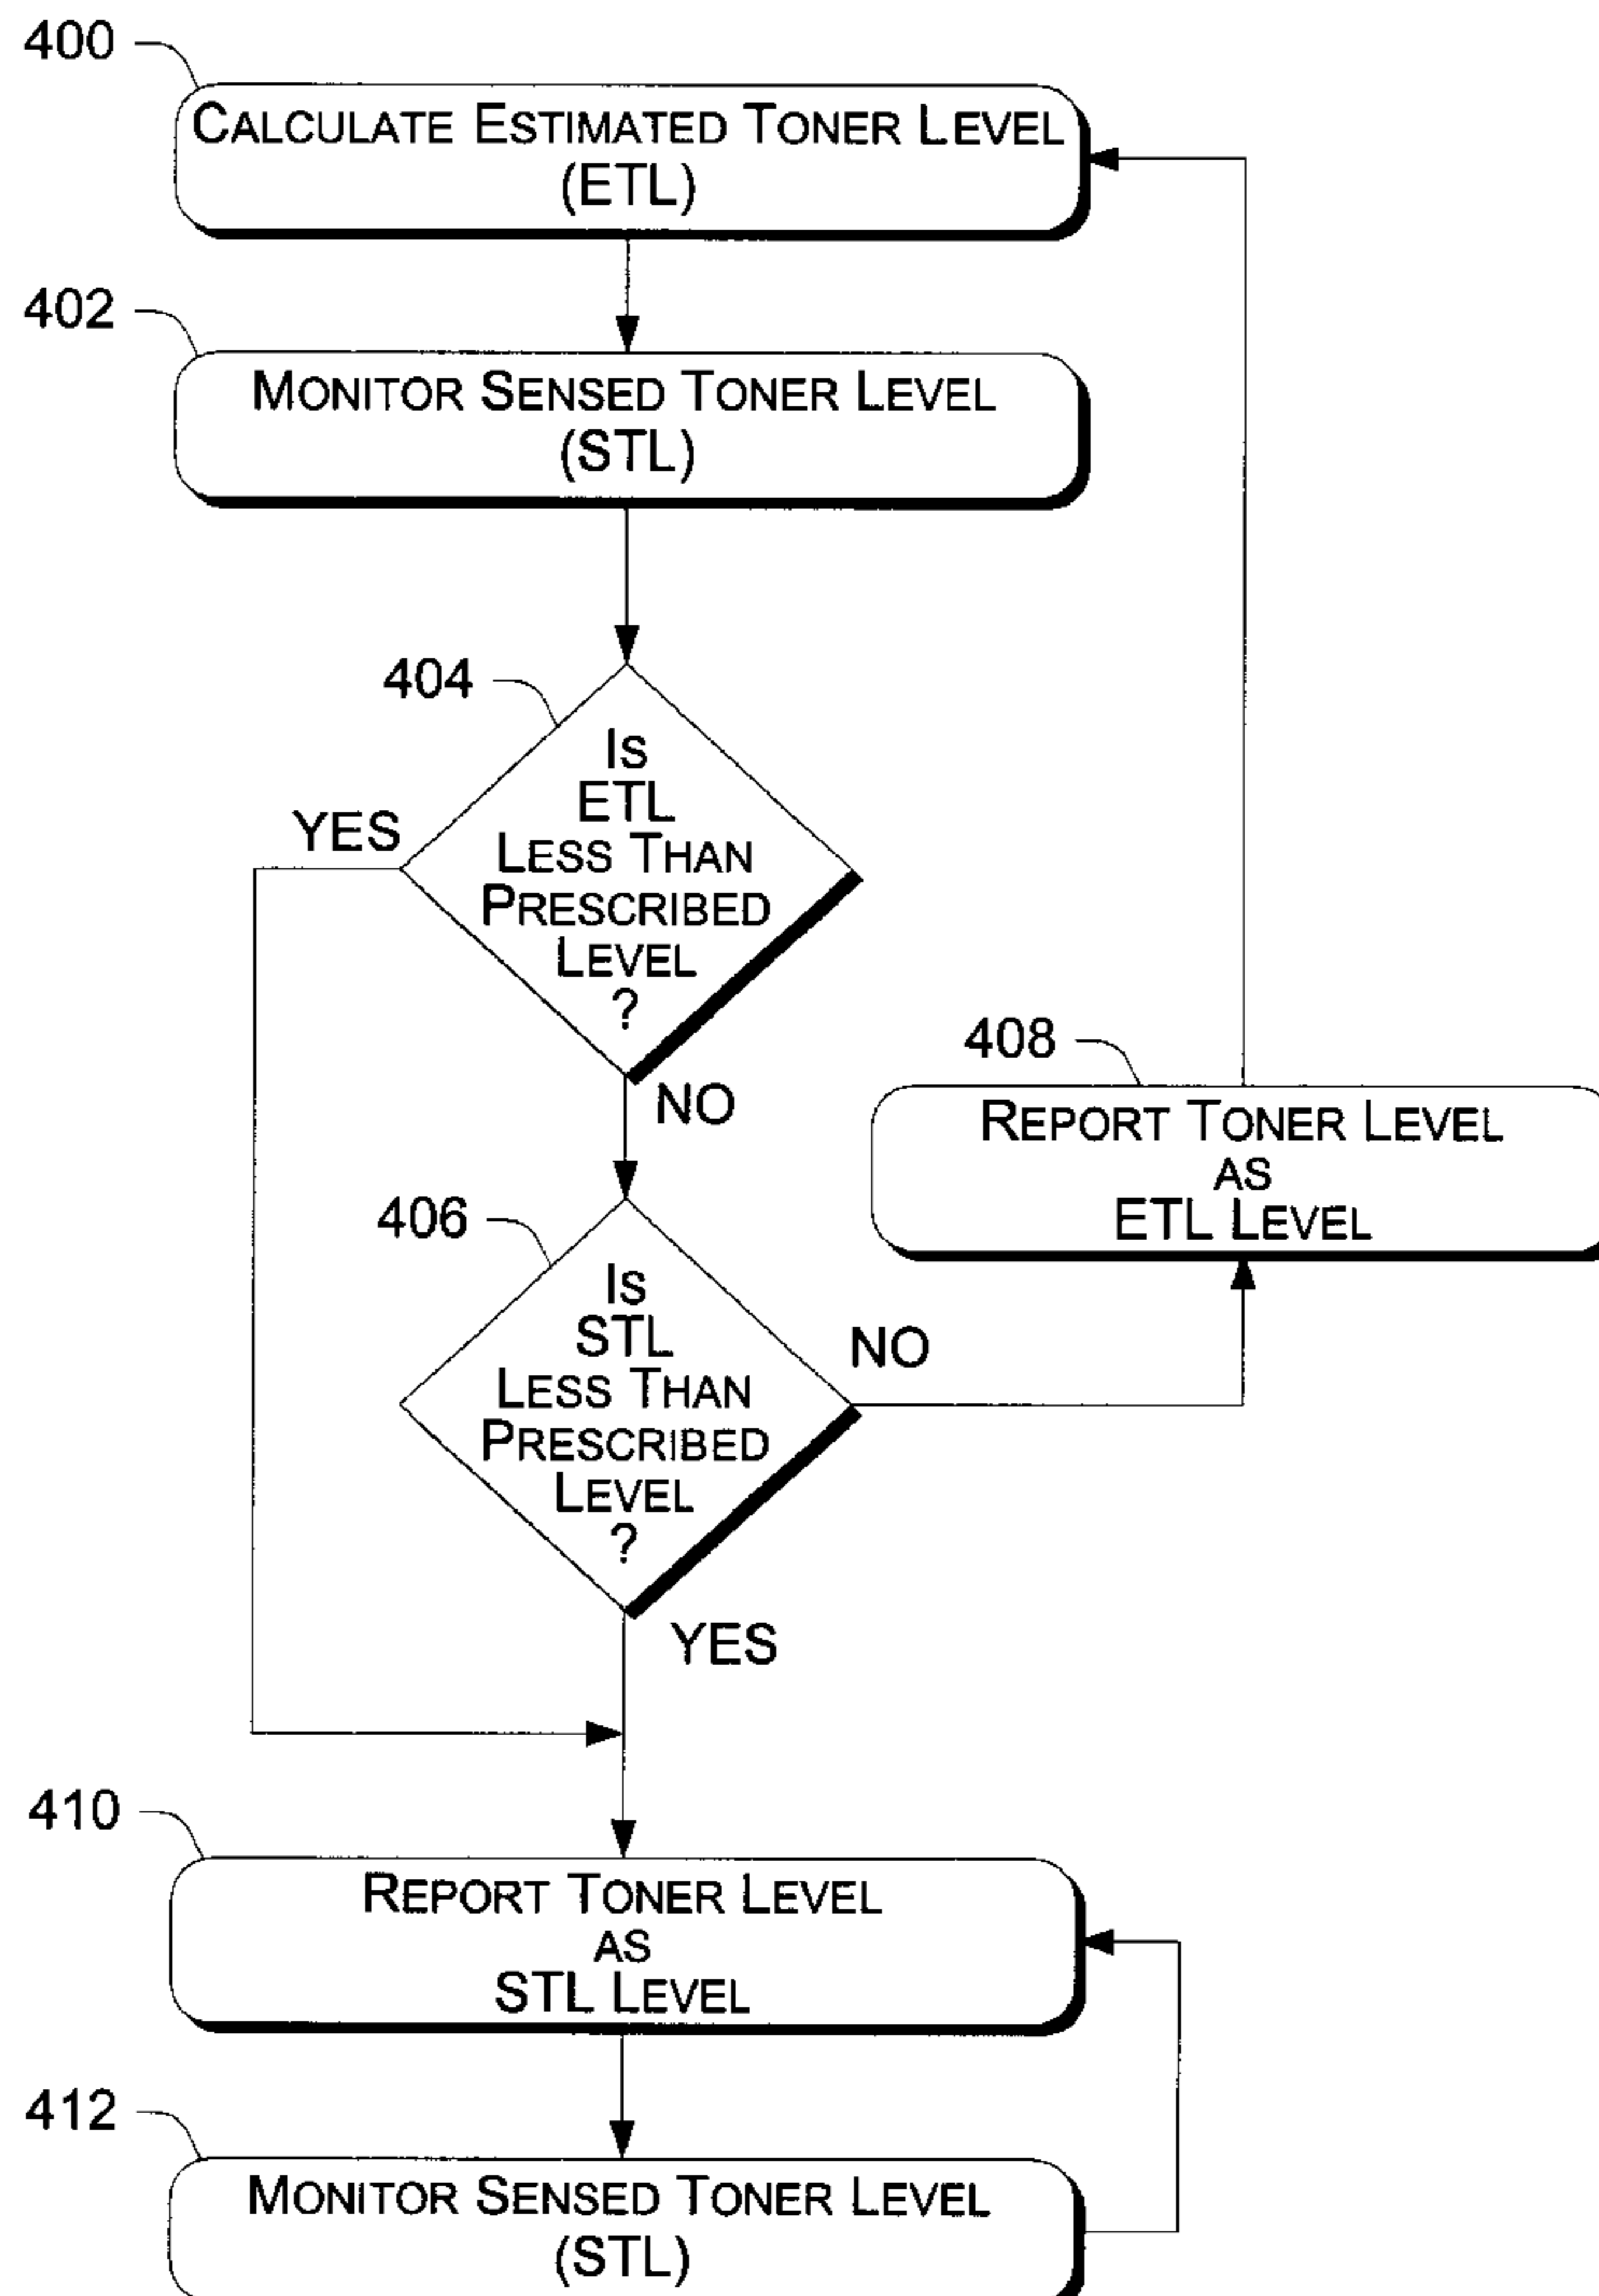 400
CALCULATE ESTIMATED TONER LEVEL
(ETL)
402
MONITOR SENSED TONER LEVEL
(STL)
404
IS
ETL
LESS THAN
PRESCRIBED
LEVEL
?
YES
NO
408
REPORT TONER LEVEL
AS
ETL LEVEL
406
IS
STL
LESS THAN
PRESCRIBED
LEVEL
?
NO
YES
410
REPORT TONER LEVEL
AS
STL LEVEL
412
MONITOR SENSED TONER LEVEL
(STL)